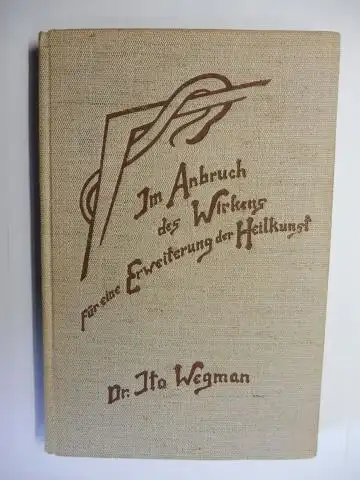 Im Anbruch
des Wirkens
für eine Erweiterung der Heilkunst
Dr. Ita Wegman